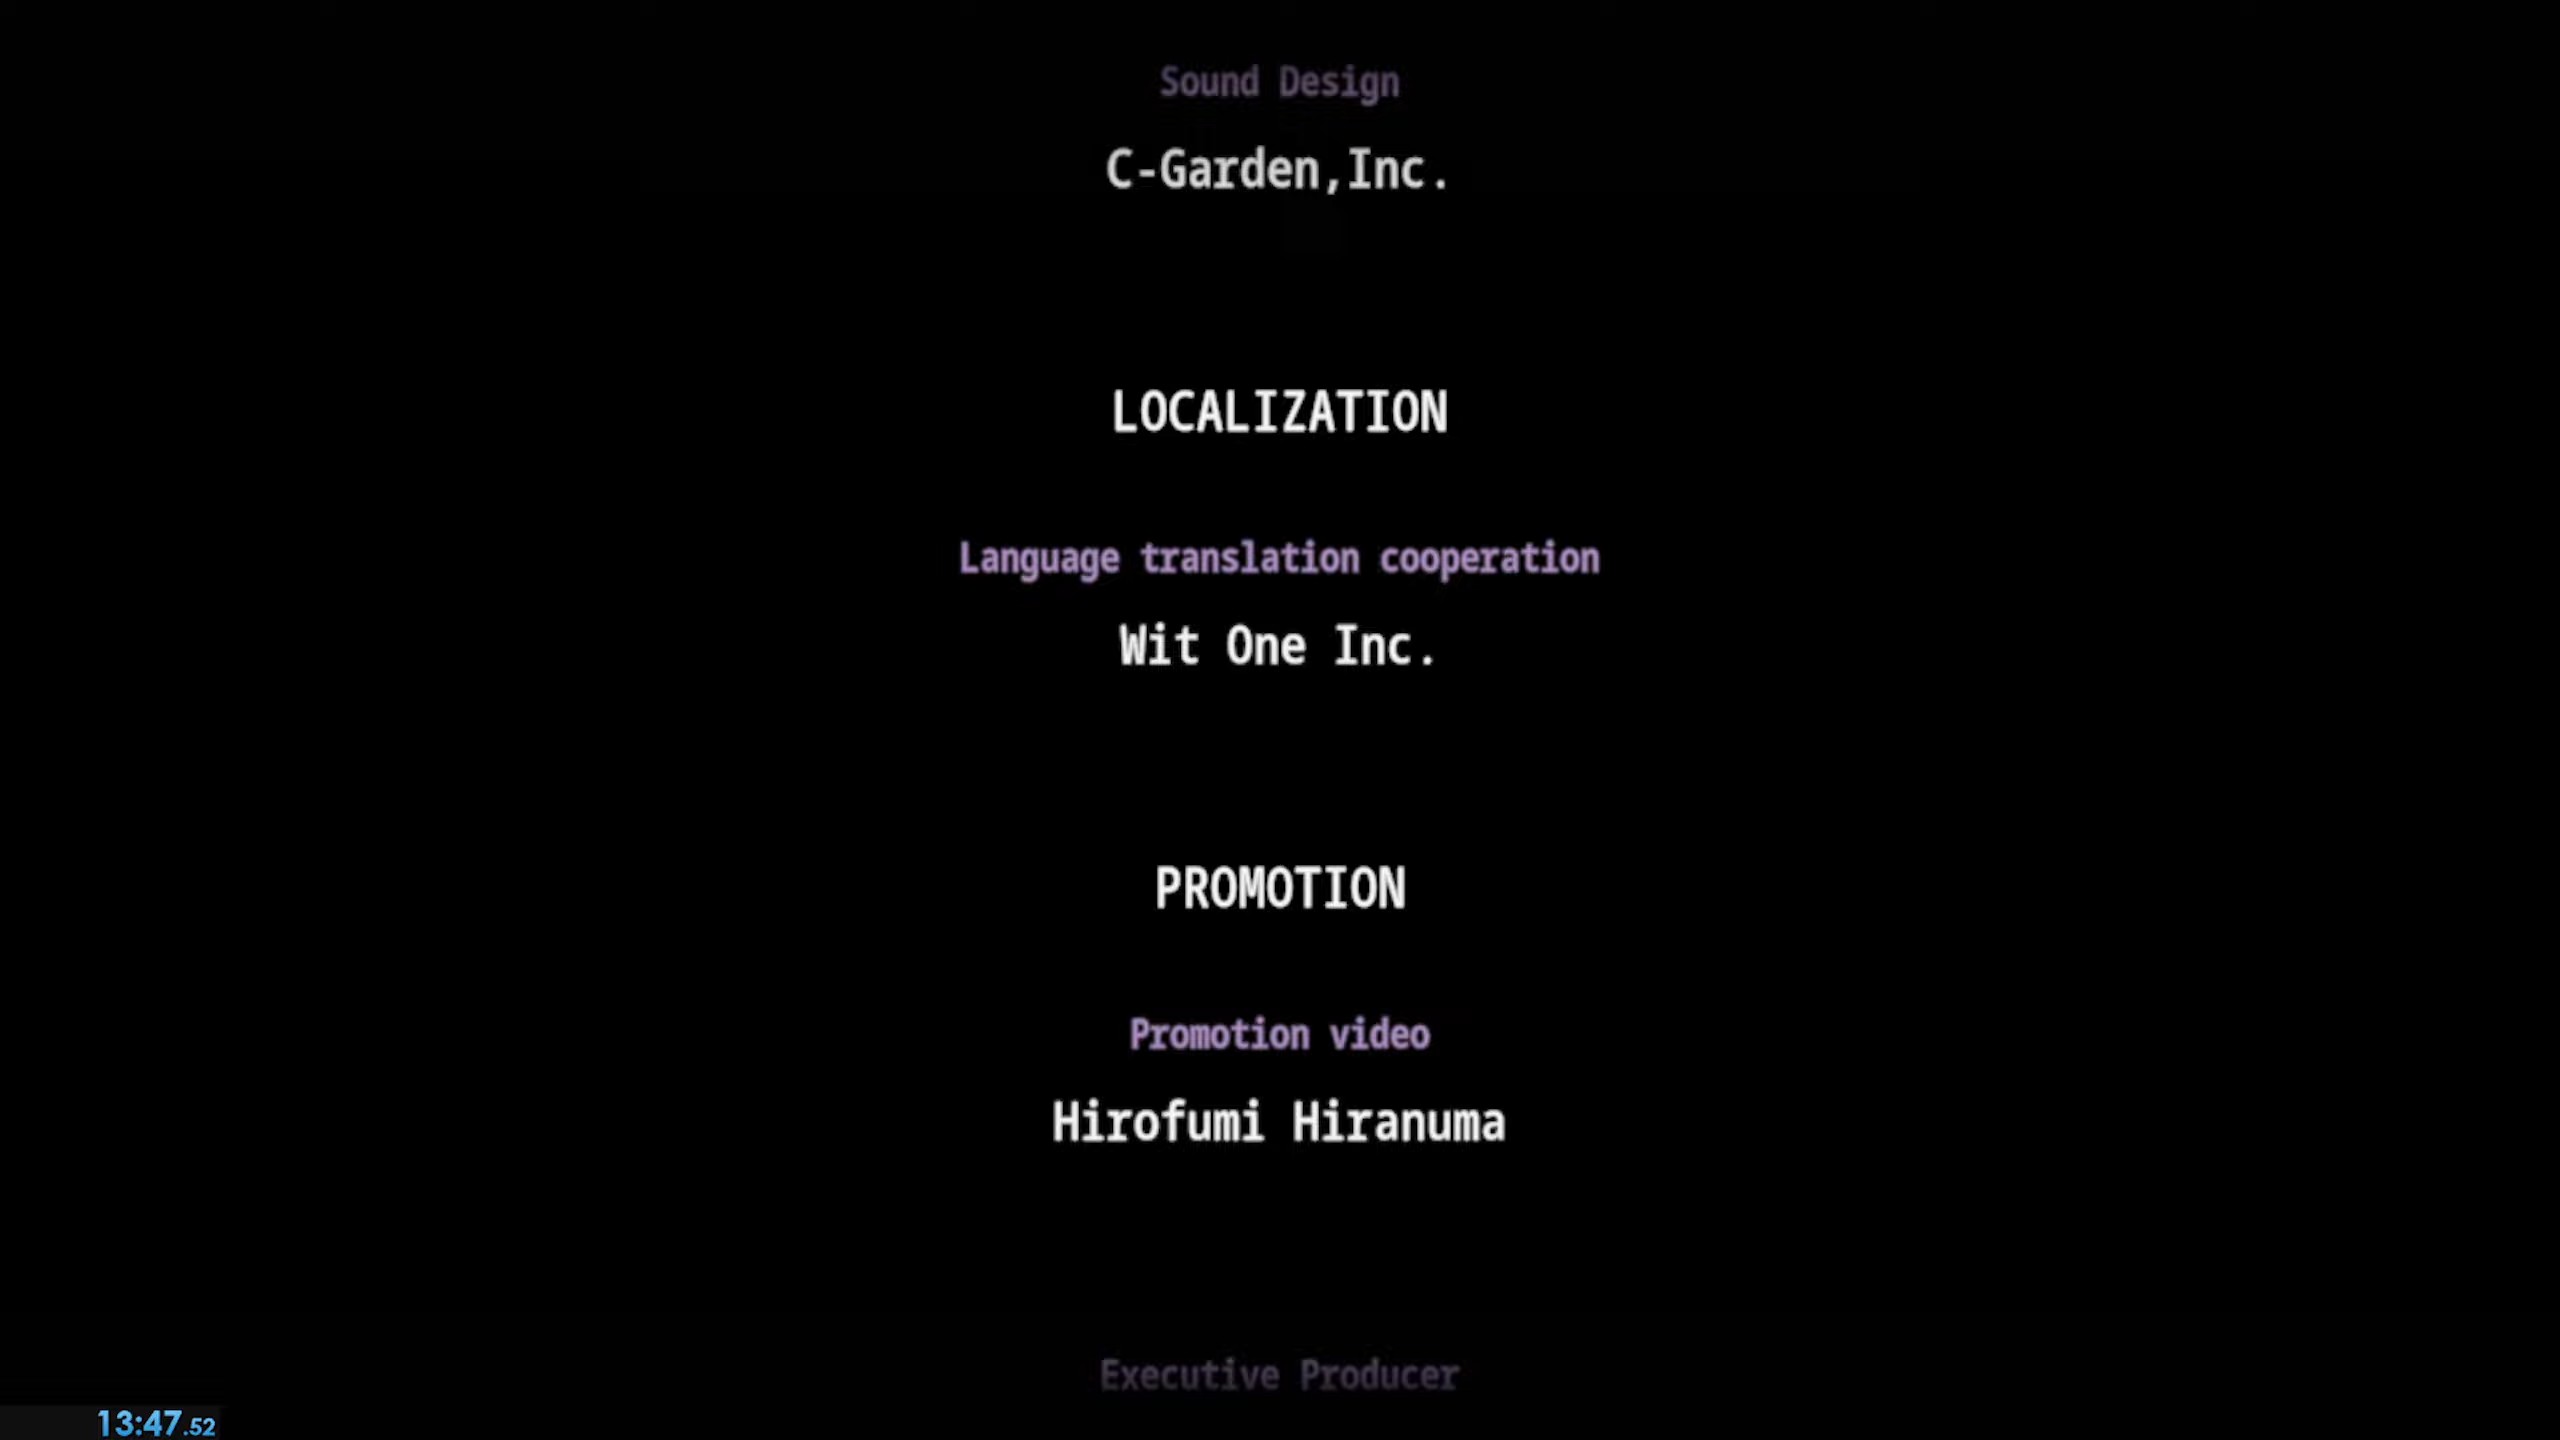 Sound Design
C-Garden,Inc.
LOCALIZATION
Language translation cooperation
Wit One Inc.
PROMOTION
Promotion video
Hirofumi Hiranuma
Executive Producer
13:47.52